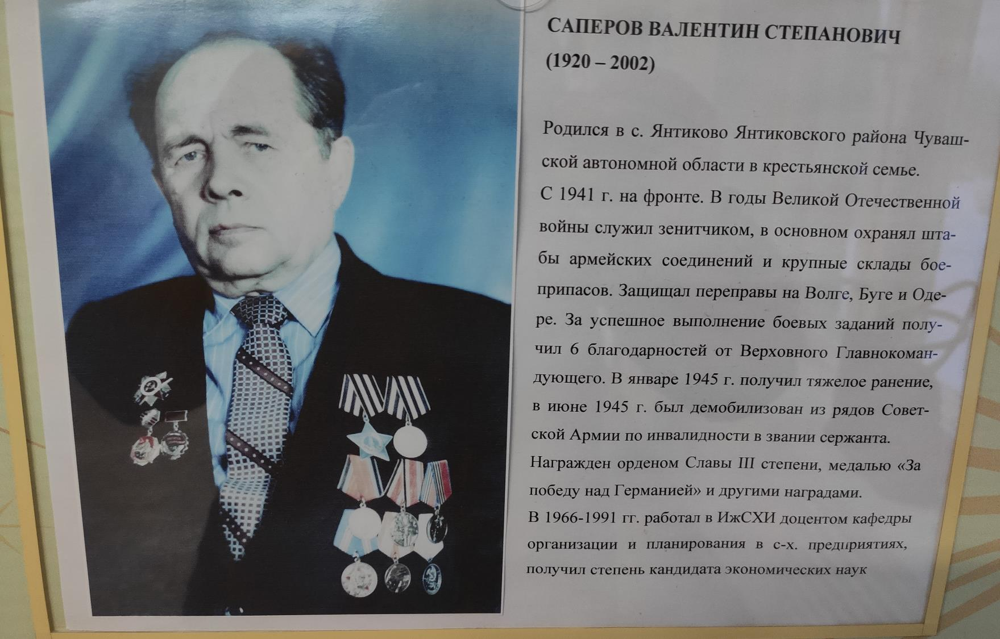 САПЕРОВ ВАЛЕНТИН СТЕПАНОВИЧ
(1920 – 2002)
Родился в с. Янтиково Янтиковского района Чуваш-
ской автономной области в крестьянской семье.
С 1941 г. на фронте. В годы Великой Отечественной
войны служил зенитчиком, в основном охранял шта-
бы армейских соединений и крупные склады бое-
припасов. Защищал переправы на Волге, Буге и Оде-
ре. За успешное выполнение боевых заданий полу-
чил 6 благодарностей от Верховного Главнокоман-
дующего. В январе 1945 г. получил тяжелое ранение,
в июне 1945 г. был демобилизован из рядов Совет-
ской Армии по инвалидности в звании сержанта.
Награжден орденом Славы III степени, медалью «За
победу над Германией» и другими наградами.
В 1966-1991 гг. работал в ИжСХИ доцентом кафедры
организации и планирования в с-х. предприятиях,
получил степень кандидата экономических наук